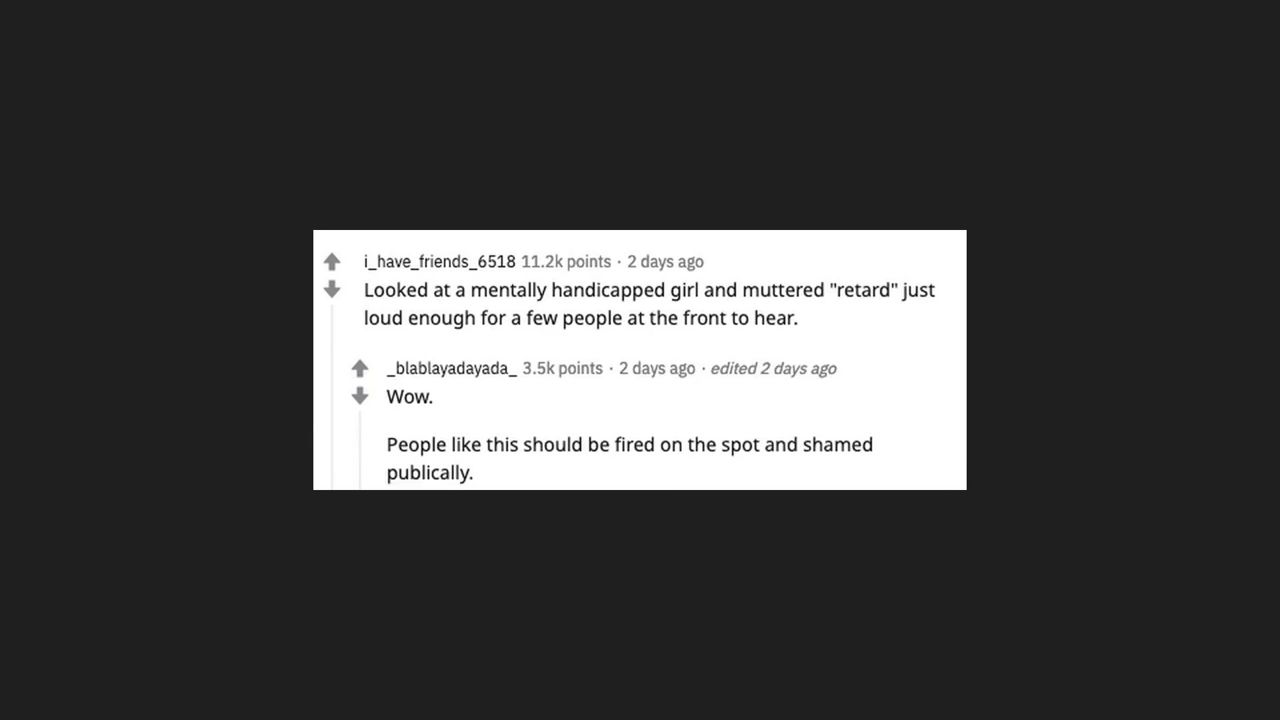 i_have_friends_6518 11.2k points · 2 days ago
Looked at a mentally handicapped girl and muttered "retard" just
loud enough for a few people at the front to hear.
_blablayadayada_ 3.5k points · 2 days ago · edited 2 days ago
Wow.
People like this should be fired on the spot and shamed
publically.